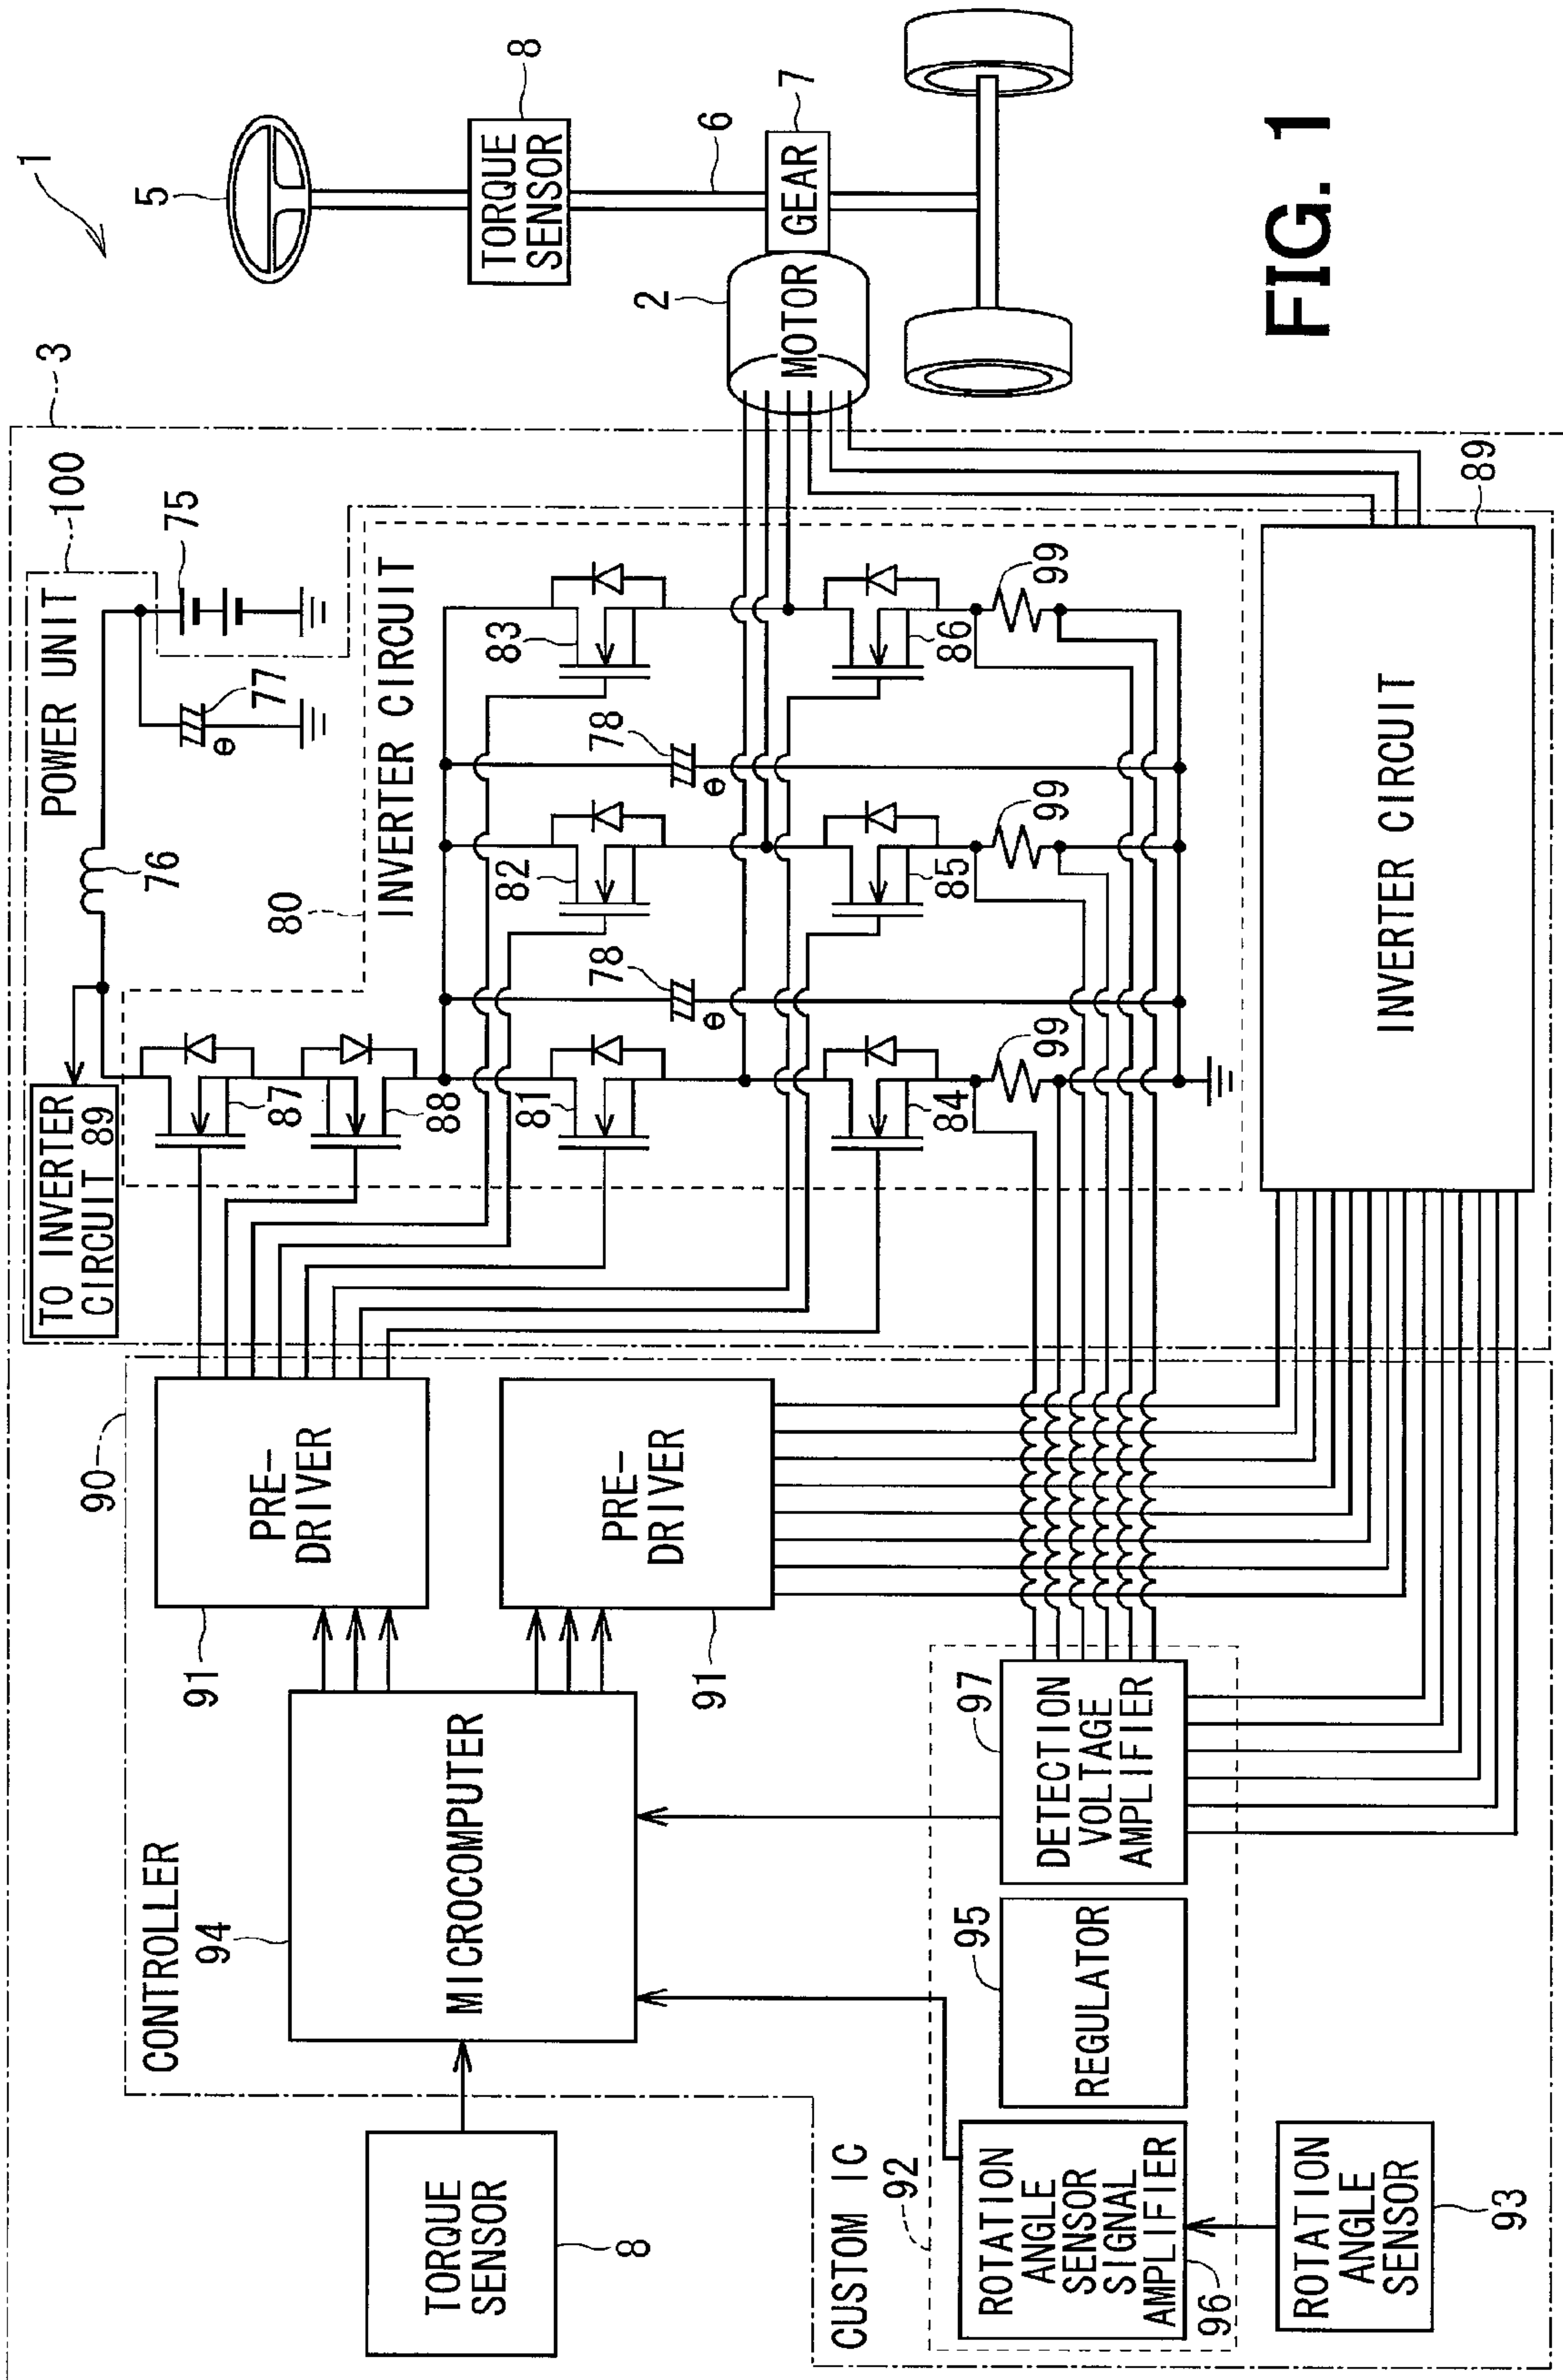 1
3
100
POWER UNIT
TO INVERTER
CIRCUIT 89
76
77
θ
75
80
INVERTER CIRCUIT
87
88
81
82
83
78
θ
78
θ
84
85
86
99
99
99
INVERTER CIRCUIT
89
5
TORQUE
SENSOR
8
6
GEAR
7
MOTOR
2
90
CONTROLLER
PRE-
DRIVER
91
PRE-
DRIVER
91
MICROCOMPUTER
94
TORQUE
SENSOR
8
CUSTOM IC
92
ROTATION
ANGLE
SENSOR
SIGNAL
AMPLIFIER
96
REGULATOR
95
DETECTION
VOLTAGE
AMPLIFIER
97
ROTATION
ANGLE
SENSOR
93
FIG. 1